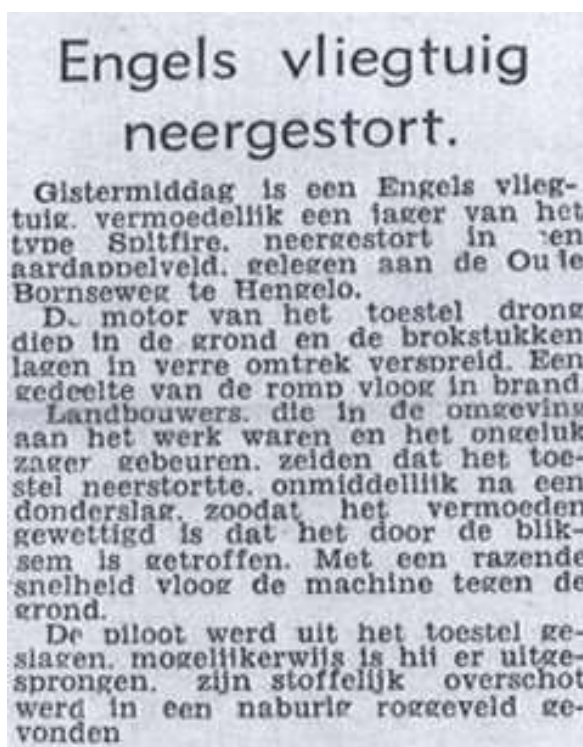 Engels vliegtuig
neergestort.
Gistermiddag is een Engels vlieg-
tuig, vermoedelijk een jager van het
type Spitfire, neergestort in een
aardappelveld, gelegen aan de Oude
Bornseweg te Hengelo.
De motor van het toestel drong
diep in de grond en de brokstukken
lagen in verre omtrek verspreid. Een
gedeelte van de romp vloog in brand
Landbouwers, die in de omgeving
aan het werk waren en het ongeluk
zagen gebeuren, zeiden dat het toe-
stel neerstortte, onmiddellijk na een
donderslag, zoodat het vermoeden
gewettigd is dat het door de blik-
sem is getroffen. Met een razende
snelheid vloog de machine tegen de
grond.
De piloot werd uit het toestel ge-
slagen, mogelijkerwijs is hij er uitge-
sprongen, zijn stoffelijk overschot
werd in een naburig roggeveld ge-
vonden